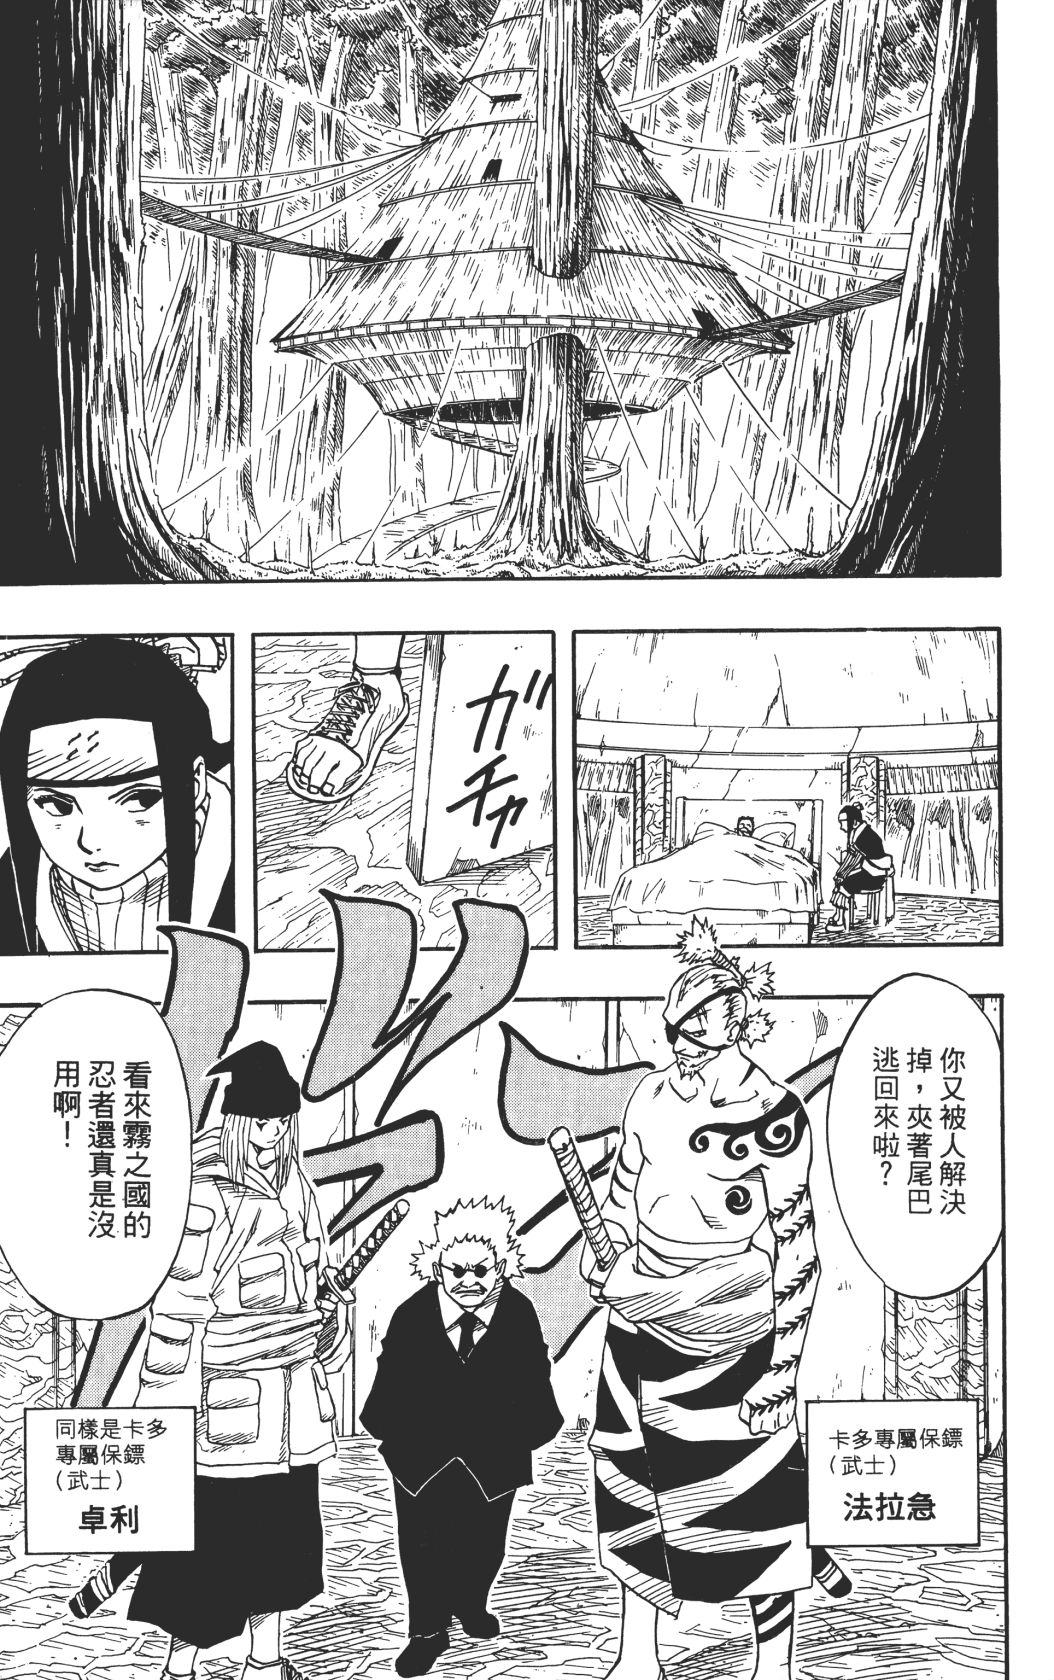 ガチャ
你又被人解決
掉，夾著尾巴
逃回來啦？
看來霧之國的
忍者還真是沒
用啊！
卡多專屬保鏢
（武士）
法拉急
同樣是卡多
專屬保鏢
（武士）
卓利